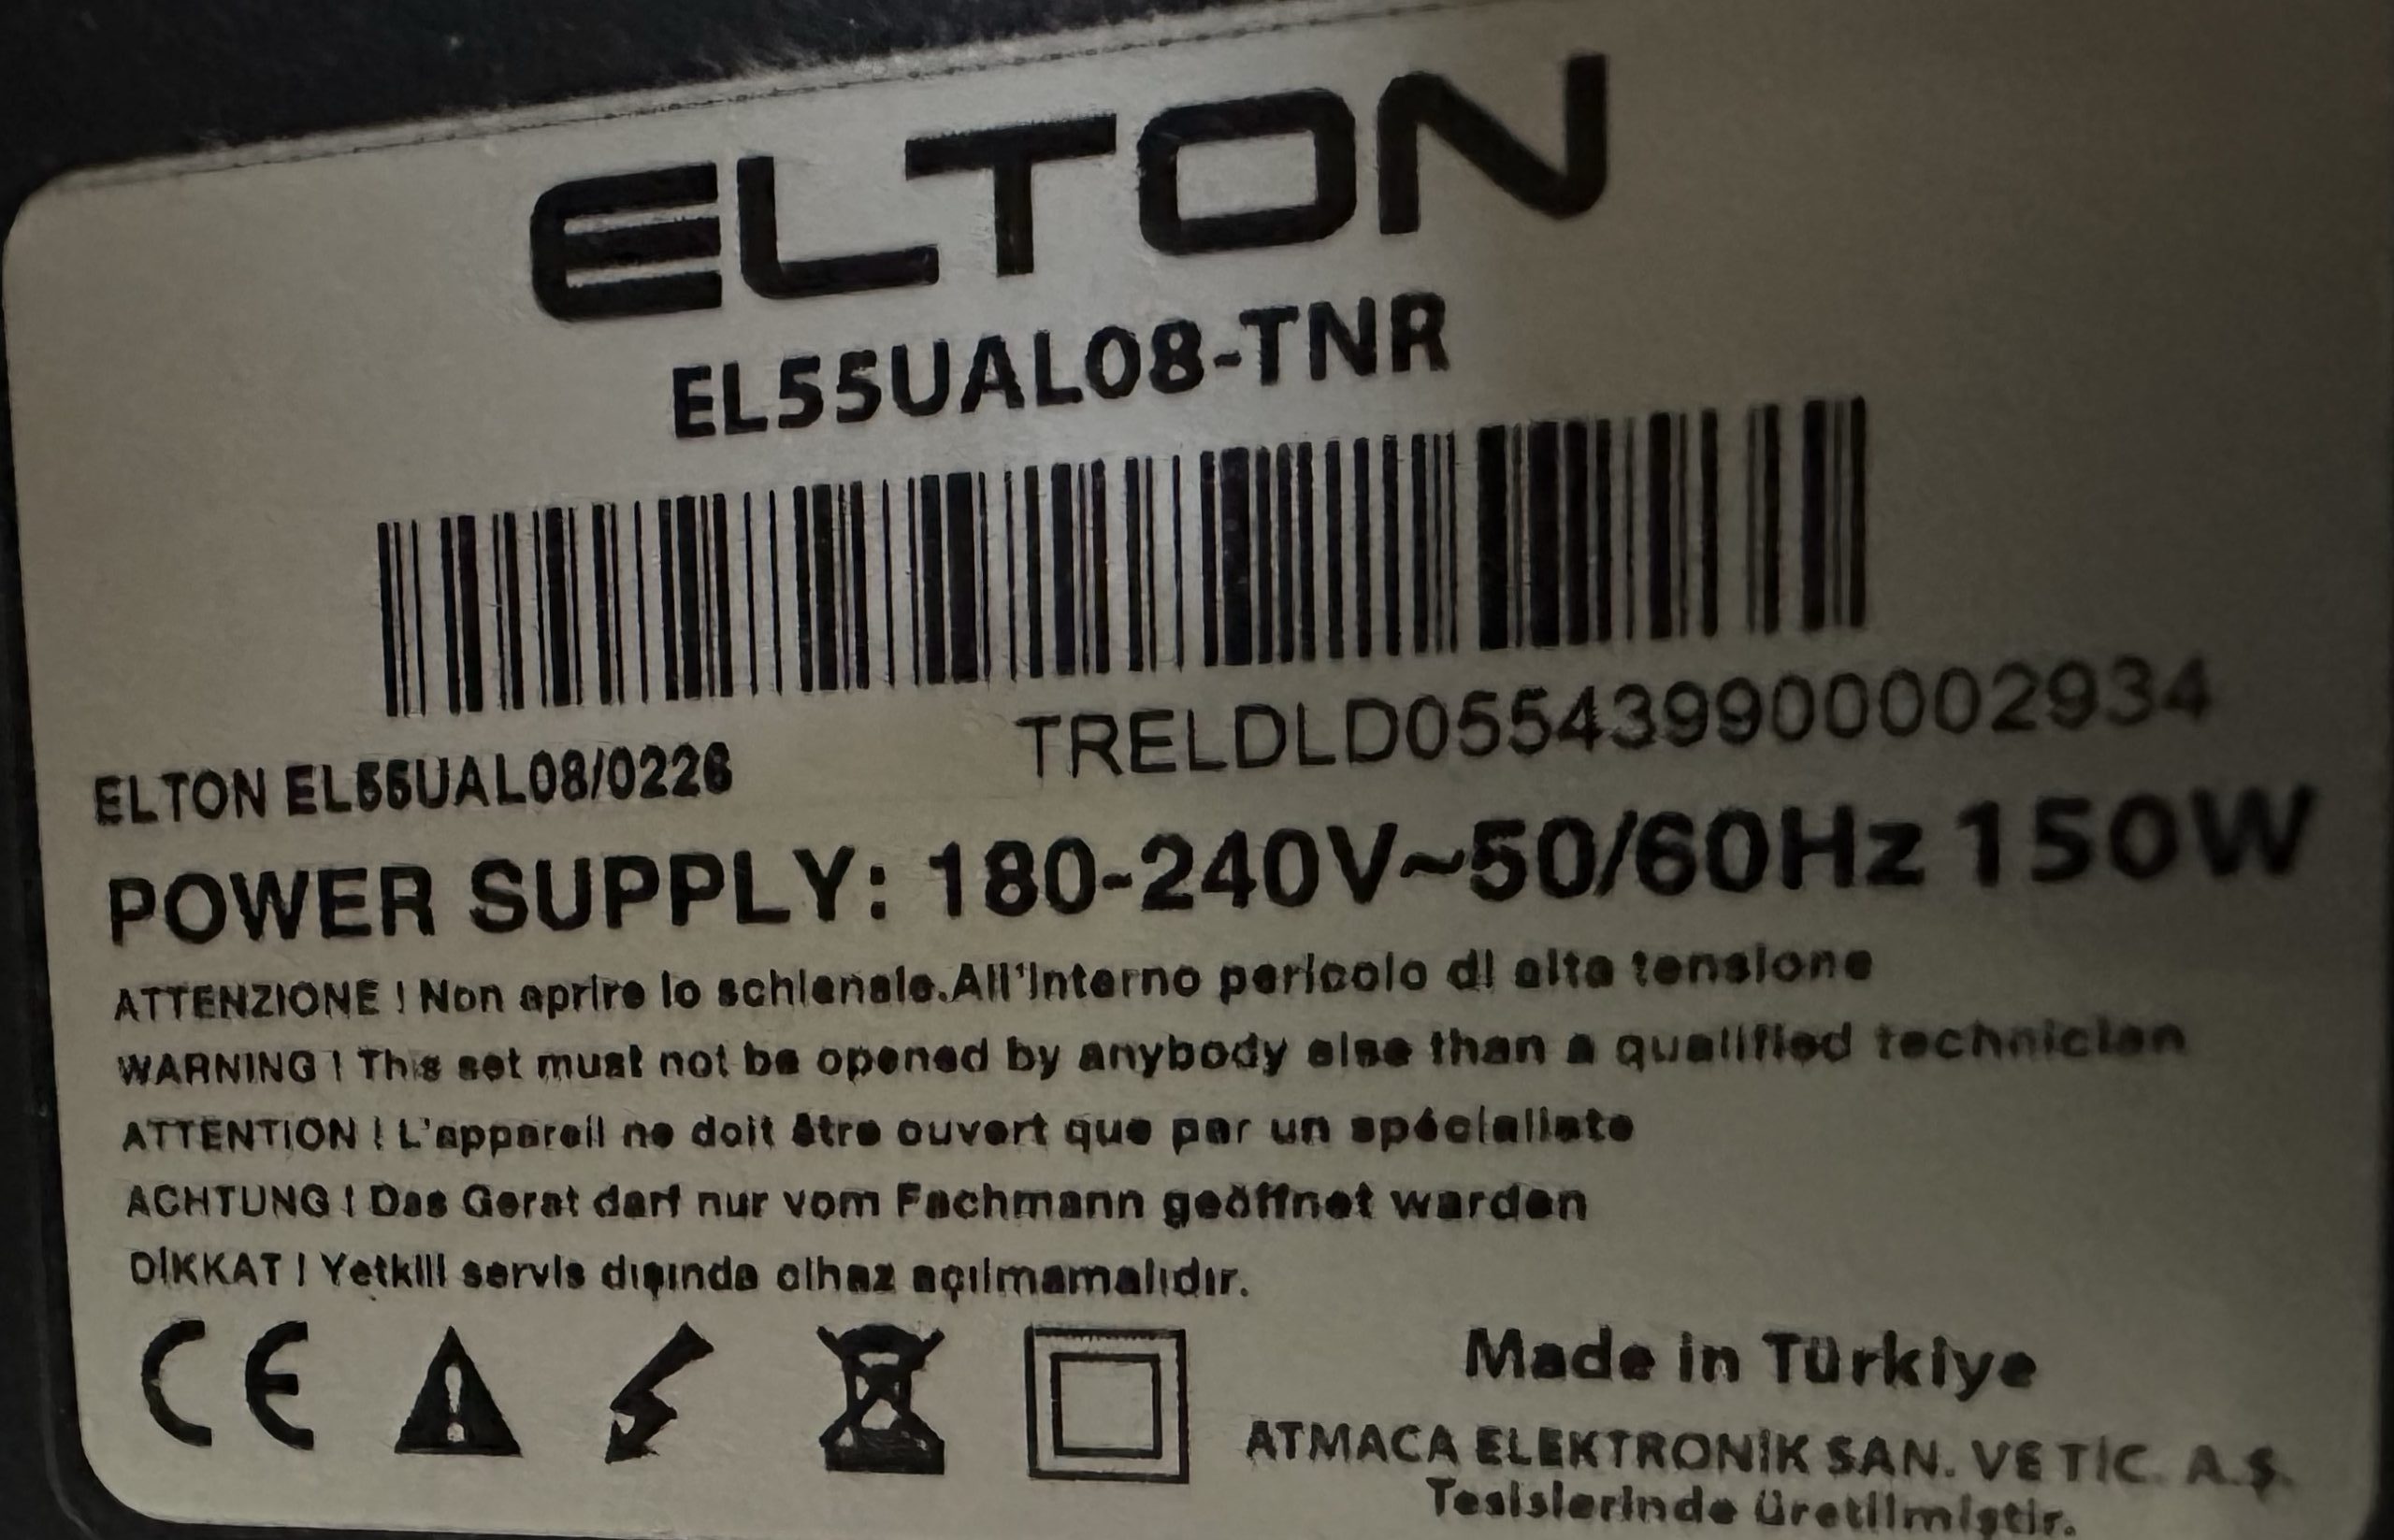 ELTON
EL55UAL08-TNR
TRELDLD055439900002934
ELTON EL55UAL08/0226
POWER SUPPLY: 180-240V~50/60Hz 150W
ATTENZIONE ! Non aprire lo schienale.All'interno pericolo di alta tensione
WARNING ! This set must not be opened by anybody else than a qualified technician
ATTENTION ! L'appareil ne doit être ouvert que par un spécialiste
ACHTUNG ! Das Gerat darf nur vom Fachmann geöffnet warden
DİKKAT ! Yetkili servis dışında cihaz açılmamalıdır.
CE
Made in Türkiye
ATMACA ELEKTRONİK SAN. VE TİC. A.Ş.
Tesislerinde üretilmiştir.